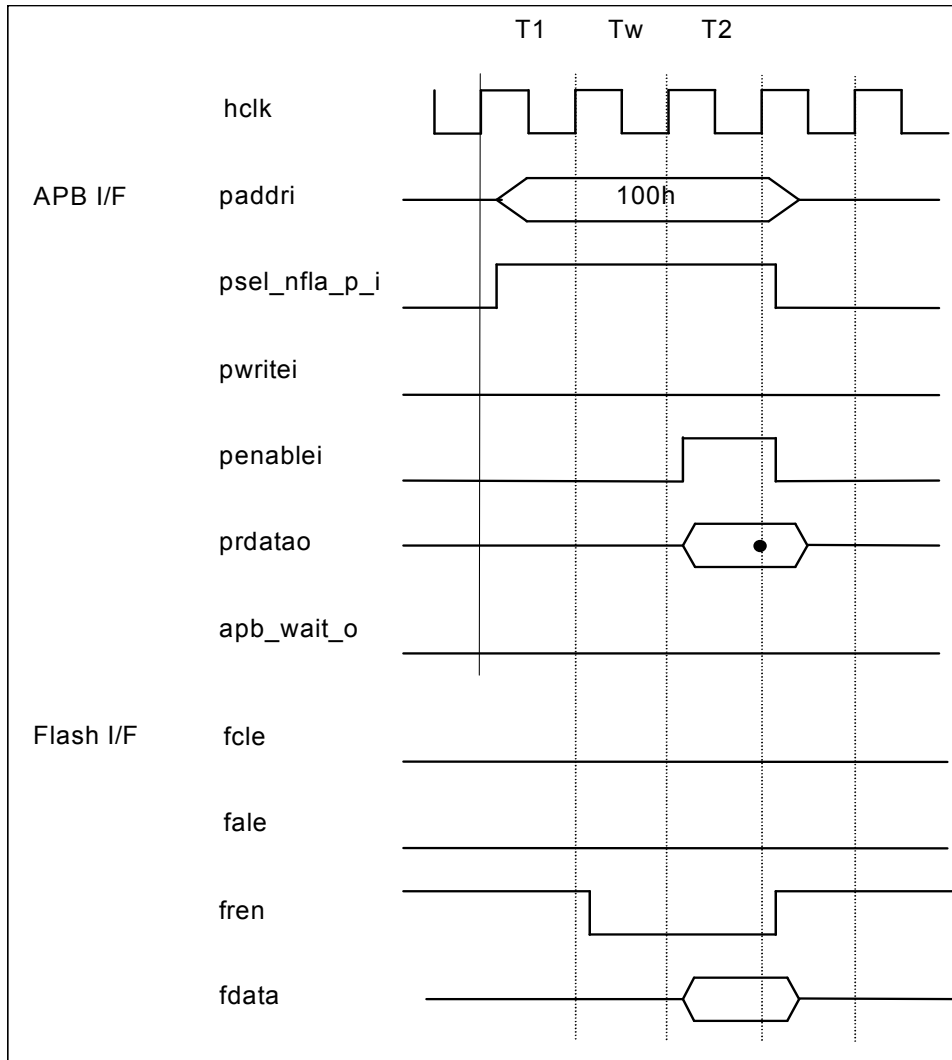 T1 Tw T2
hclk
APB I/F paddri 100h
psel_nfla_p_i
pwritei
penablei
prdatao
apb_wait_o
Flash I/F fcle
fale
fren
fdata